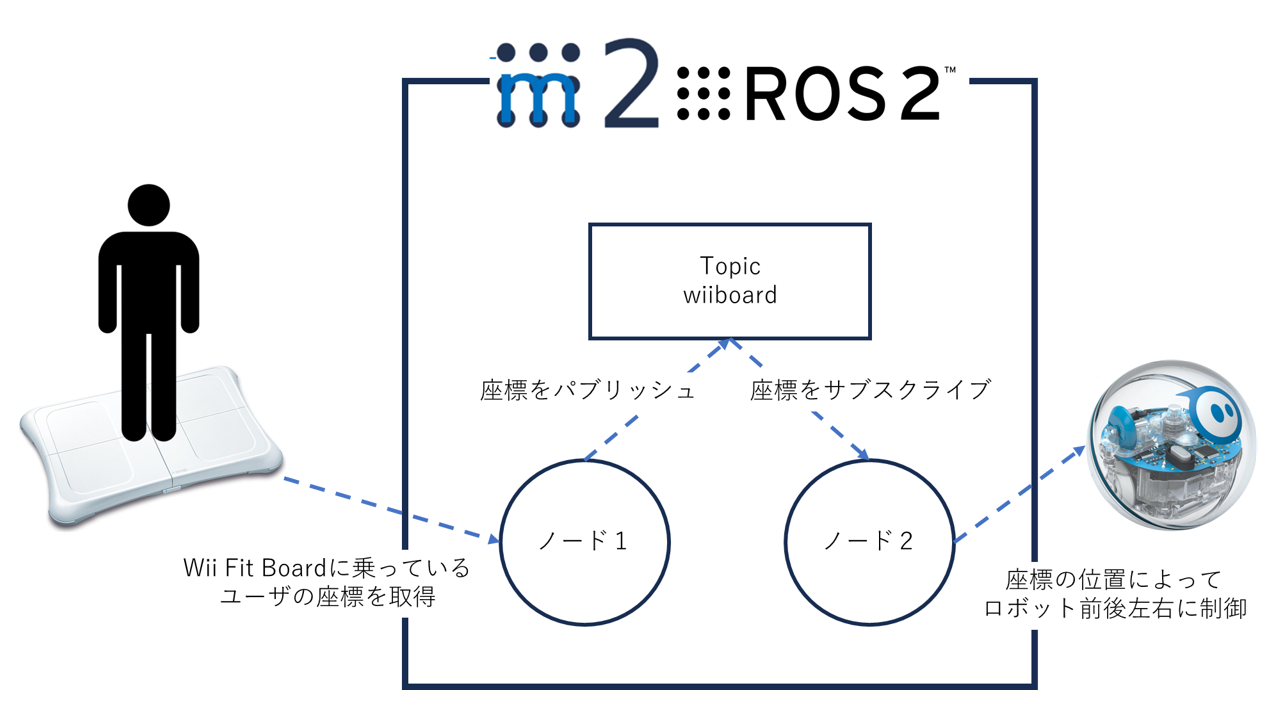 m2 ROS 2™
Topic
wiiboard
座標をパブリッシュ
座標をサブスクライブ
ノード１
ノード２
Wii Fit Boardに乗っている
ユーザの座標を取得
座標の位置によって
ロボット前後左右に制御